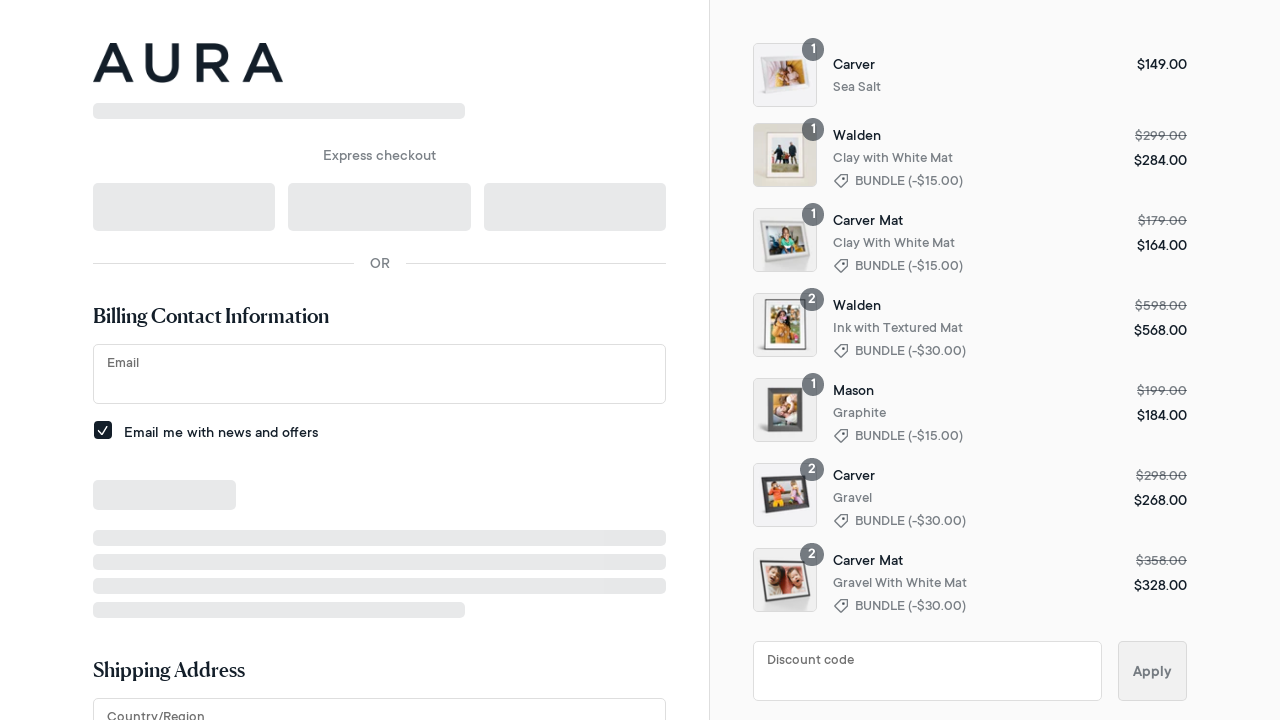 AURA
Express checkout
OR
Billing Contact Information
Email
Email me with news and offers
Shipping Address
Country/Region
1
Carver
$149.00
Sea Salt
1
Walden
$299.00
Clay with White Mat
$284.00
BUNDLE (-$15.00)
1
Carver Mat
$179.00
Clay With White Mat
$164.00
BUNDLE (-$15.00)
2
Walden
$598.00
Ink with Textured Mat
$568.00
BUNDLE (-$30.00)
1
Mason
$199.00
Graphite
$184.00
BUNDLE (-$15.00)
2
Carver
$298.00
Gravel
$268.00
BUNDLE (-$30.00)
2
Carver Mat
$358.00
Gravel With White Mat
$328.00
BUNDLE (-$30.00)
Discount code
Apply